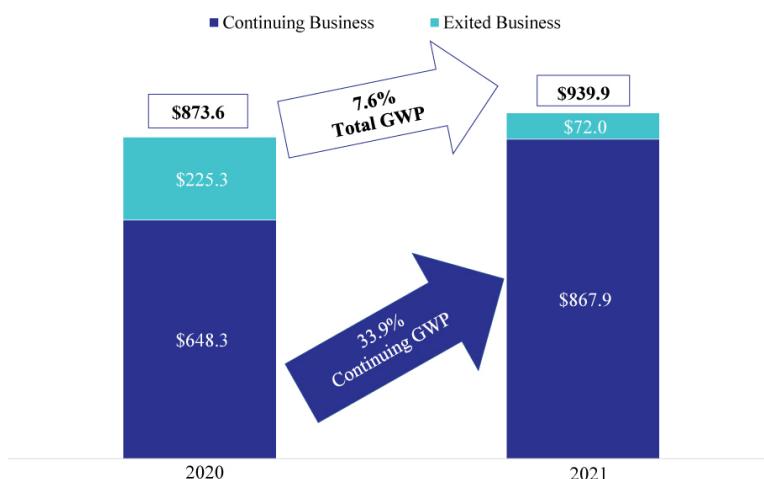 Continuing Business
Exited Business
$873.6
7.6%
Total GWP
$939.9
$72.0
$225.3
33.9%
Continuing GWP
$867.9
$648.3
2020
2021